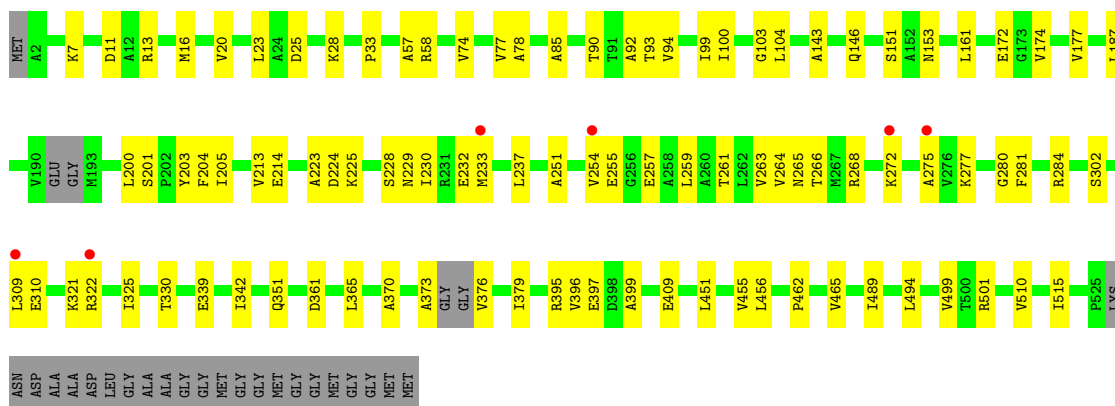 MET A2 K7 D11 A12 R13 M16 V20 L23 A24 D25 K28 P33 A57 R58 V74 V77 A78 A85 T90 T91 A92 T93 V94 I99 I100 G103 L104 A143 Q146 S151 A152 N153 L161 E172 G173 V174 V177 L187
V190 GLU GLY M193 L200 S201 P202 Y203 F204 I205 V213 E214 A223 D224 K225 S228 N229 I230 R231 E232 M233 L237 A251 V254 E255 G256 E257 A258 L259 A260 T261 L262 V263 V264 N265 T266 M267 R268 K272 A275 V276 K277 G280 F281 R284 S302
L309 E310 K321 R322 I325 T330 E339 I342 Q351 D361 L365 A370 A373 GLY GLY V376 I379 R395 V396 E397 D398 A399 E409 L451 V455 L456 P462 V465 I489 L494 V499 T500 R501 V510 I515 P525 LYS
ASN ASP ALA ALA ASP LEU GLY ALA ALA GLY GLY MET GLY GLY MET GLY GLY MET GLY GLY MET MET